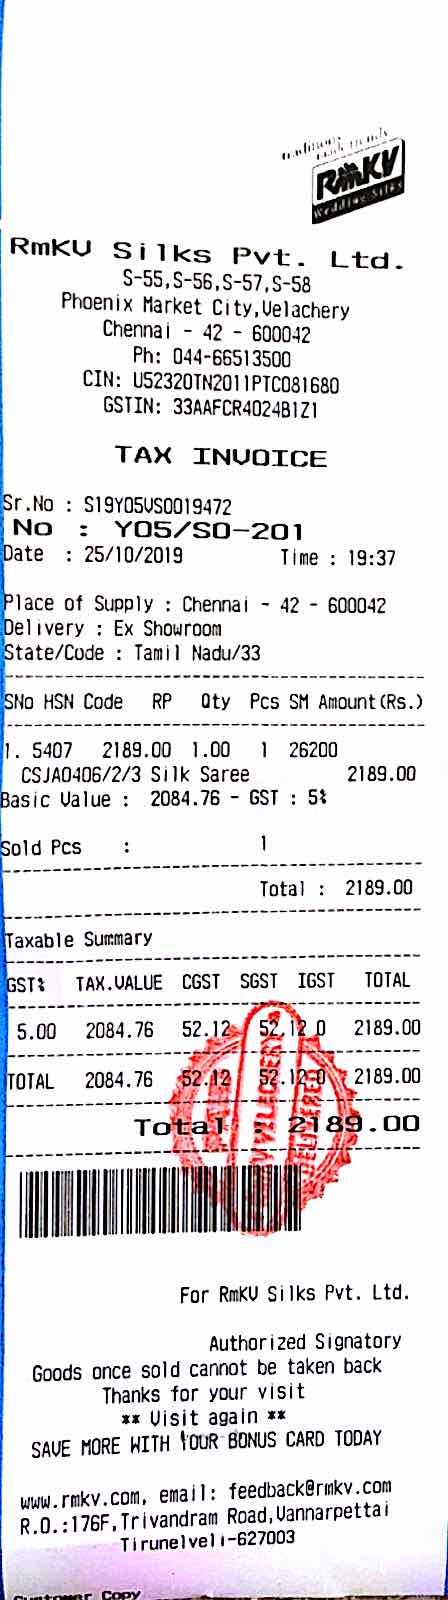 traditions
made trendy
RmKV
Wedding Silks
RmKV Silks Pvt. Ltd.
S-55,S-56,S-57,S-58
Phoenix Market City,Velachery
Chennai - 42 - 600042
Ph: 044-66513500
CIN: U52320TN2011PTC081680
GSTIN: 33AAFCR4024B1Z1
TAX INVOICE
Sr.No : S19Y05VS0019472
No : Y05/SO-201
Date : 25/10/2019 Time : 19:37
Place of Supply : Chennai - 42 - 600042
Delivery : Ex Showroom
State/Code : Tamil Nadu/33
SNo HSN Code RP Qty Pcs SM Amount(Rs.)
1. 5407 2189.00 1.00 1 26200
CSJA0406/2/3 Silk Saree 2189.00
Basic Value : 2084.76 - GST : 5%
Sold Pcs : 1
Total : 2189.00
Taxable Summary
GST% TAX.VALUE CGST SGST IGST TOTAL
5.00 2084.76 52.12 52.12 0 2189.00
TOTAL 2084.76 52.12 52.12 0 2189.00
Total : 2189.00
VELACHERY
DELIVERED
For RmKV Silks Pvt. Ltd.
Authorized Signatory
Goods once sold cannot be taken back
Thanks for your visit
** Visit again **
SAVE MORE WITH YOUR BONUS CARD TODAY
www.rmkv.com, email: feedback@rmkv.com
R.O.:176F,Trivandram Road,Vannarpettai
Tirunelveli-627003
Customer Copy